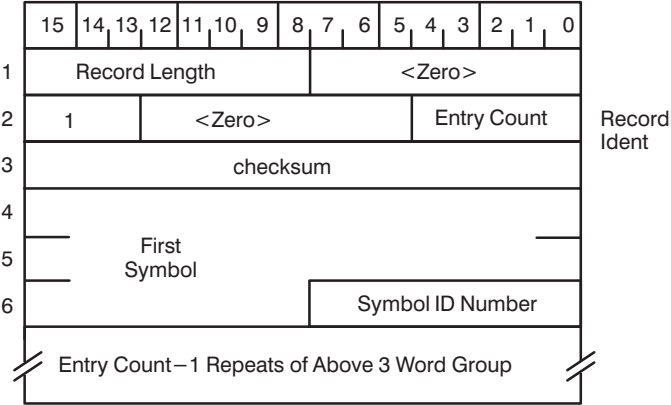 15 14 13 12 11 10 9 8 7 6 5 4 3 2 1 0
1 Record Length <Zero>
2 1 <Zero> Entry Count Record
Ident
3 checksum
4
First
5
Symbol
6 Symbol ID Number
Entry Count−1 Repeats of Above 3 Word Group